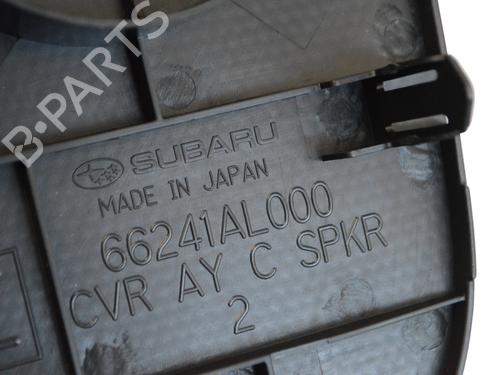 B-PARTS
SUBARU
MADE IN JAPAN
66241AL000
CVR AY C SPKR
2